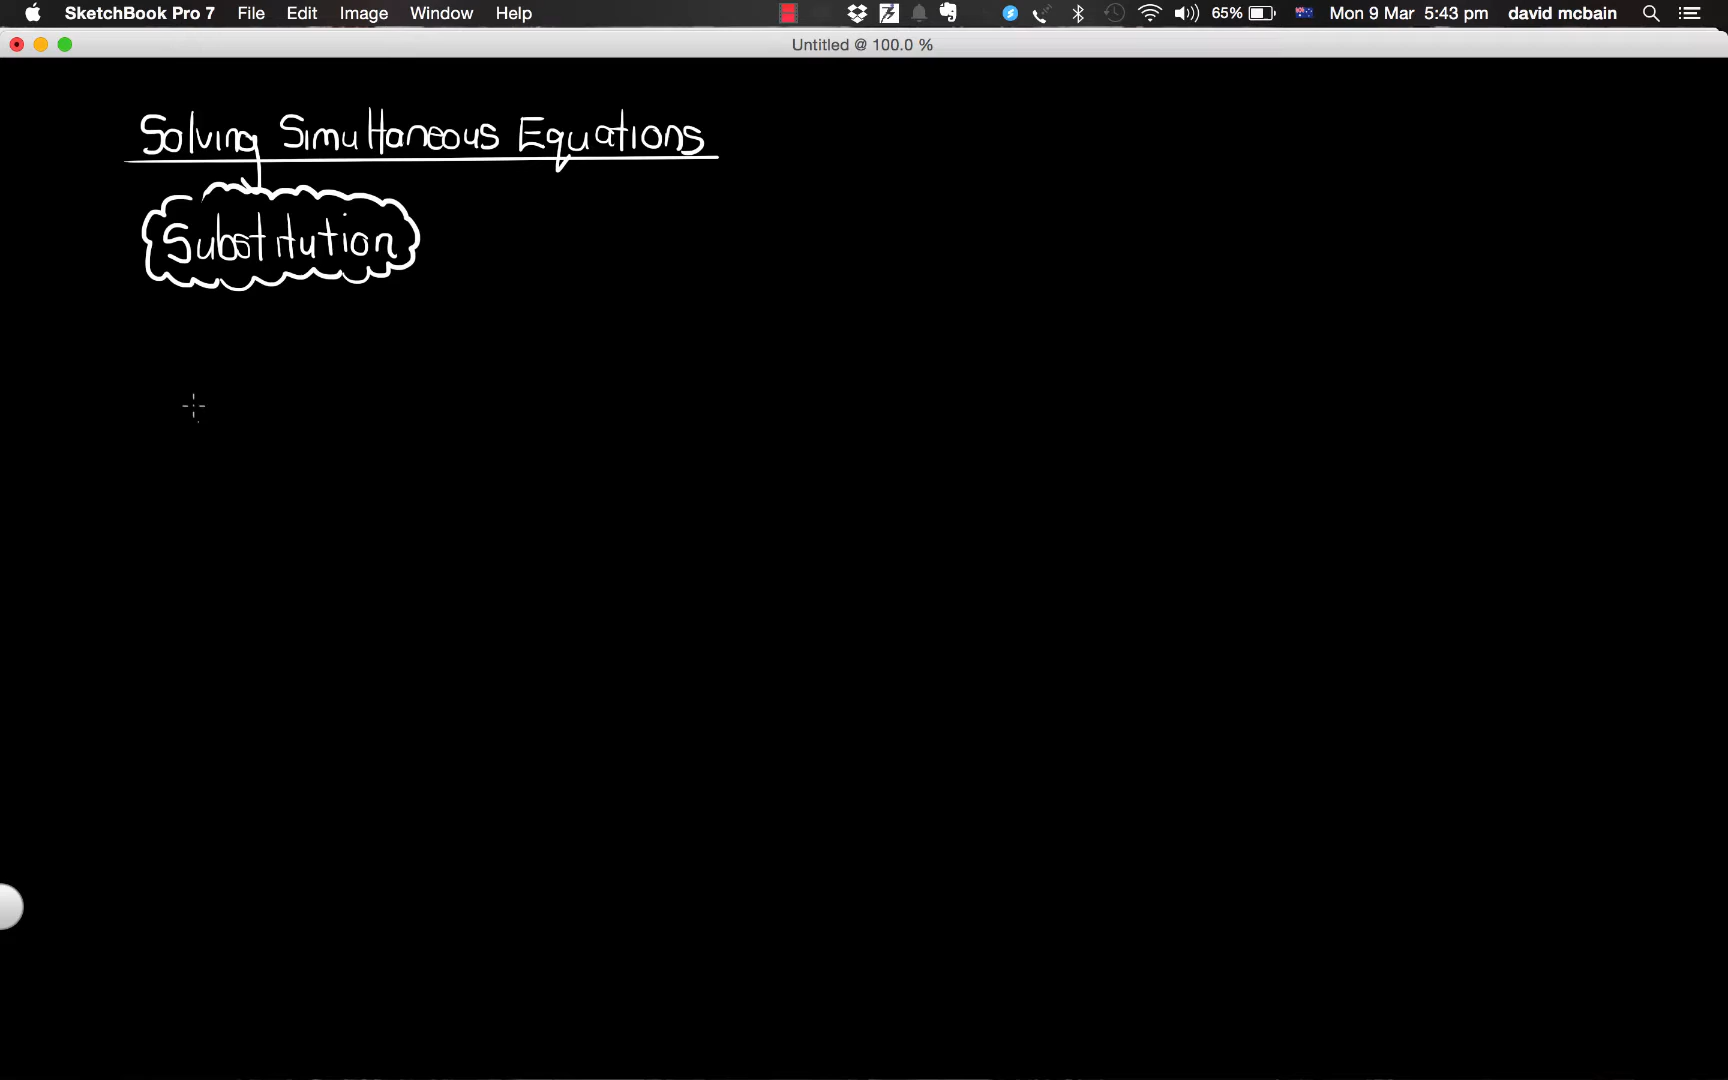 SketchBook Pro 7 File Edit Image Window Help 65% Mon 9 Mar 5:43 pm david mcbain
Untitled @ 100.0 %
Solving Simultaneous Equations
Substitution